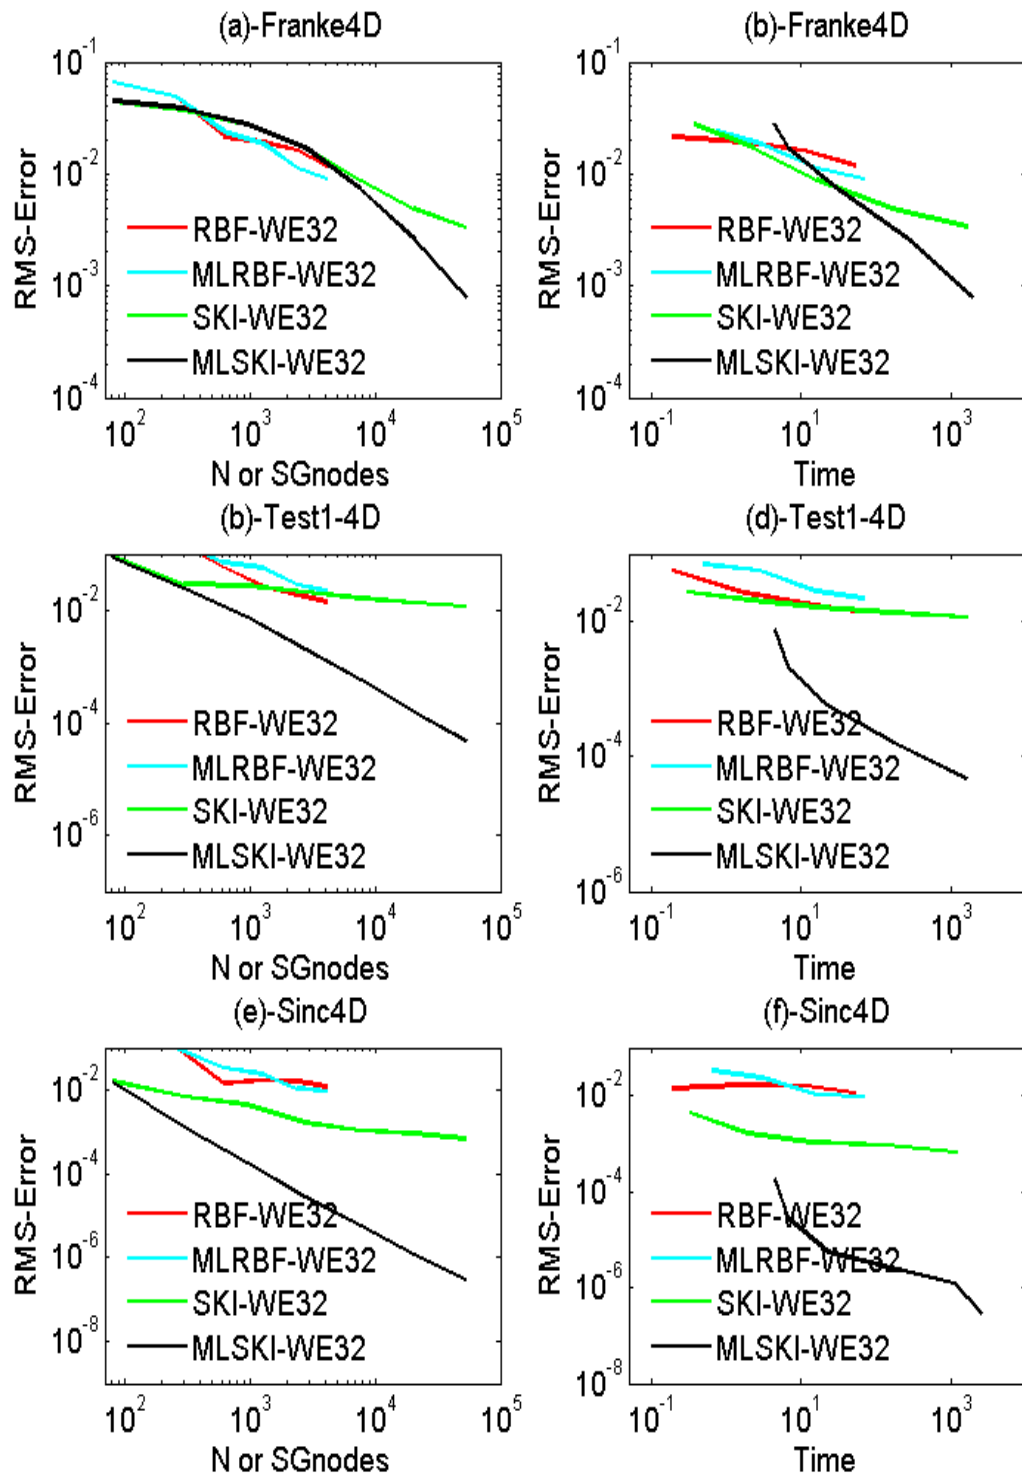 (a)-Franke4D
10^-1
10^-2
10^-3
10^-4
RMS-Error
RBF-WE32
MLRBF-WE32
SKI-WE32
MLSKI-WE32
10^2 10^3 10^4 10^5
N or SGnodes
(b)-Franke4D
10^-1
10^-2
10^-3
10^-4
RMS-Error
RBF-WE32
MLRBF-WE32
SKI-WE32
MLSKI-WE32
10^-1 10^1 10^3
Time
(b)-Test1-4D
10^-2
10^-4
10^-6
RMS-Error
RBF-WE32
MLRBF-WE32
SKI-WE32
MLSKI-WE32
10^2 10^3 10^4 10^5
N or SGnodes
(d)-Test1-4D
10^-2
10^-4
10^-6
RMS-Error
RBF-WE32
MLRBF-WE32
SKI-WE32
MLSKI-WE32
10^-1 10^1 10^3
Time
(e)-Sinc4D
10^-2
10^-4
10^-6
10^-8
RMS-Error
RBF-WE32
MLRBF-WE32
SKI-WE32
MLSKI-WE32
10^2 10^3 10^4 10^5
N or SGnodes
(f)-Sinc4D
10^-2
10^-4
10^-6
10^-8
RMS-Error
RBF-WE32
MLRBF-WE32
SKI-WE32
MLSKI-WE32
10^-1 10^1 10^3
Time